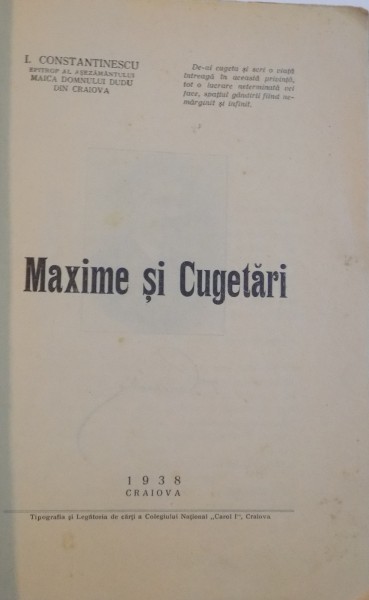 I. CONSTANTINESCU
EPITROP AL AȘEZĂMÂNTULUI
MAICA DOMNULUI DUDU
DIN CRAIOVA
De-ai cugeta și scri o viață
întreagă în această privință,
tot o lucrare neterminată vei
face, spațiul gândirii fiind ne-
mărginit și infinit.
Maxime și Cugetări
1938
CRAIOVA
Tipografia și Legătoria de cărți a Colegiului Național „Carol I", Craiova